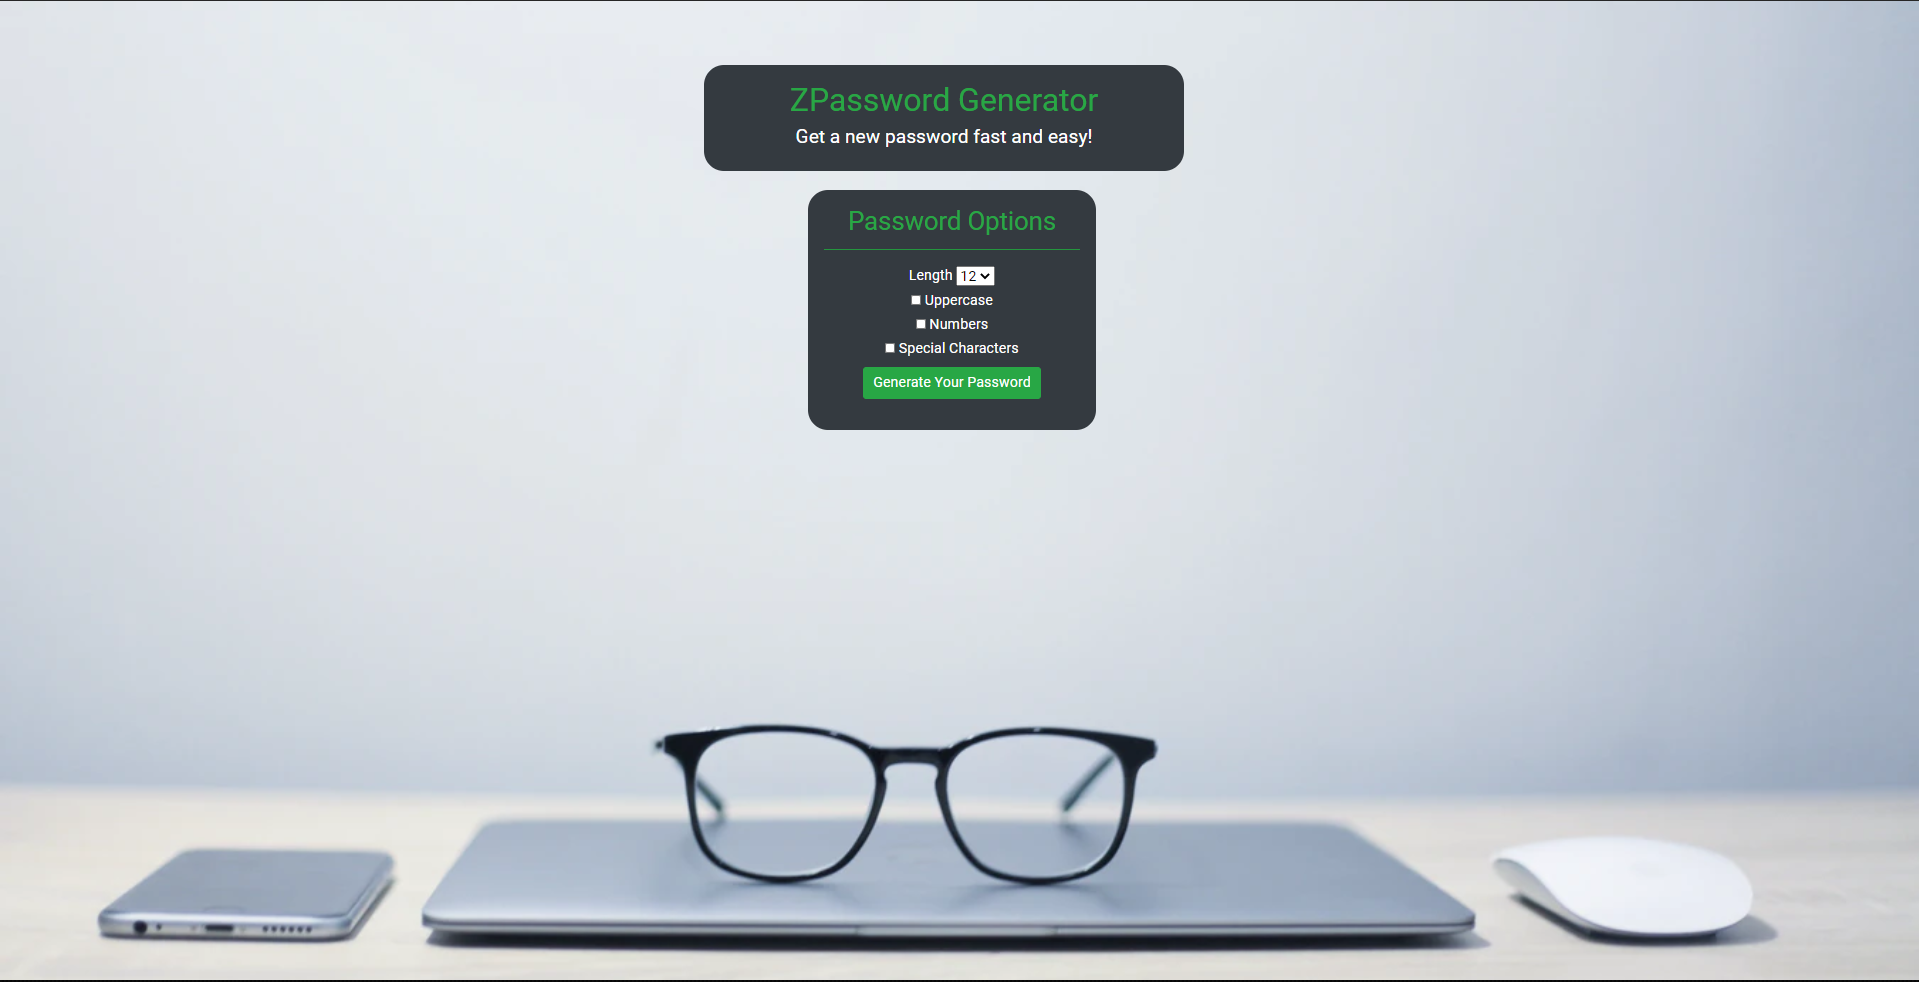 ZPassword Generator
Get a new password fast and easy!
Password Options
Length 12
Uppercase
Numbers
Special Characters
Generate Your Password